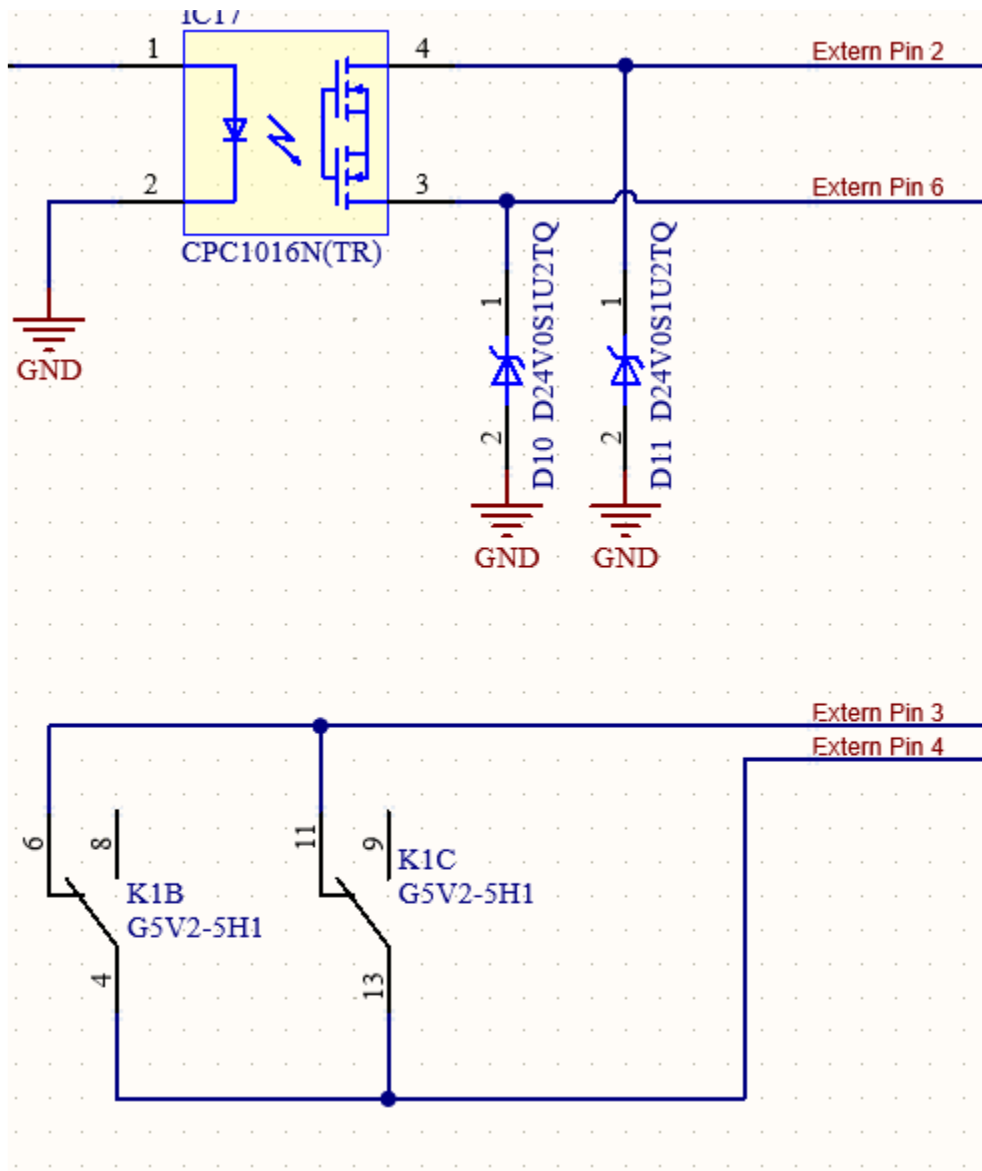 IC17
1
4
Extern Pin 2
2
3
Extern Pin 6
CPC1016N(TR)
GND
1
2
D10 D24V0S1U2TQ
GND
1
2
D11 D24V0S1U2TQ
GND
Extern Pin 3
Extern Pin 4
6
8
K1B
G5V2-5H1
4
11
9
K1C
G5V2-5H1
13